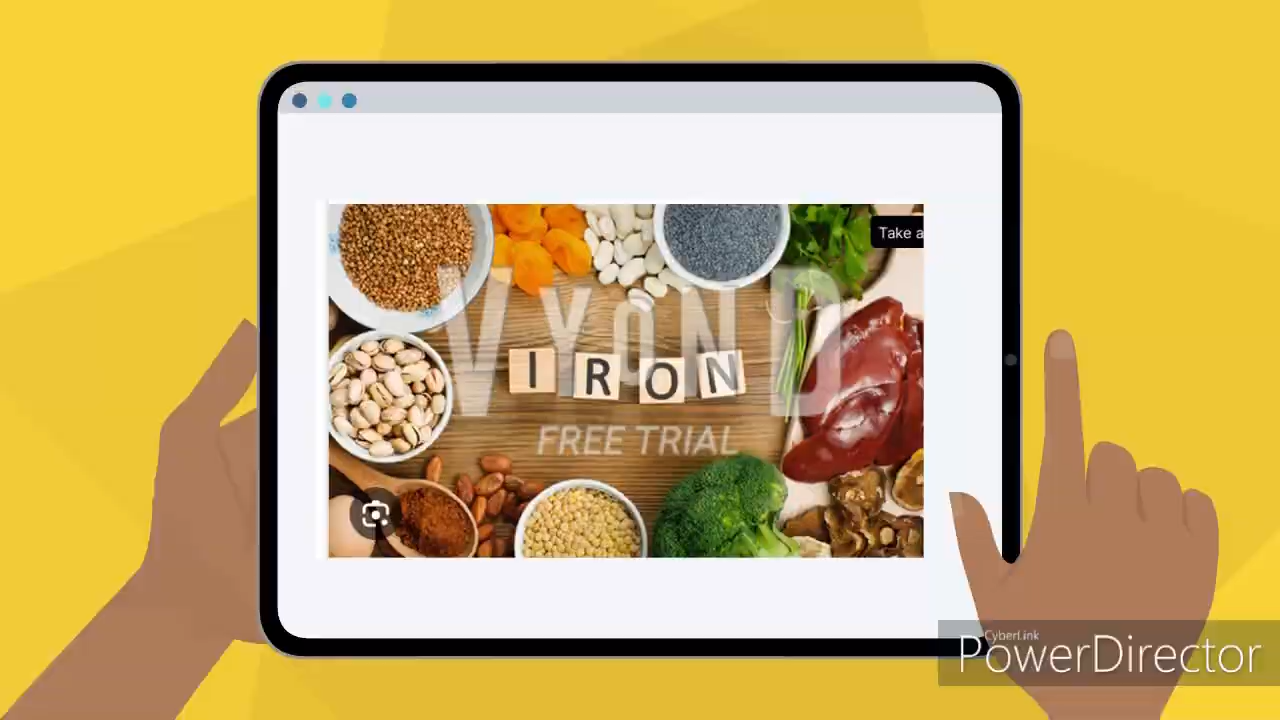 Take a
VYOND
IRON
FREE TRIAL
CyberLink
PowerDirector